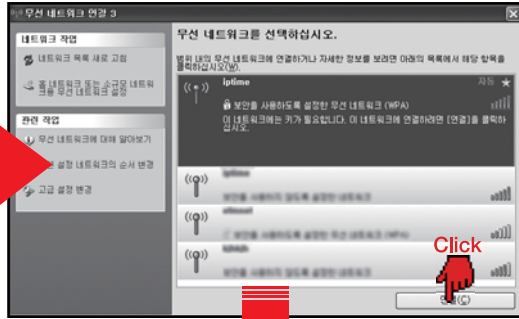 무선 네트워크 연결 3
네트워크 작업
네트워크 목록 새로 고침
홈 네트워크 또는 소규모 네트워
크용 무선 네트워크 설정
관련 작업
무선 네트워크에 대해 알아보기
설정 네트워크의 순서 변경
고급 설정 변경
무선 네트워크를 선택하십시오.
범위 내의 무선 네트워크에 연결하거나 자세한 정보를 보려면 아래의 목록에서 해당 항목을
클릭하십시오(W).
iptime
자동
보안을 사용하도록 설정한 무선 네트워크 (WPA)
이 네트워크에는 키가 필요합니다. 이 네트워크에 연결하려면 [연결]을 클릭하
십시오.
Click
연결(C)